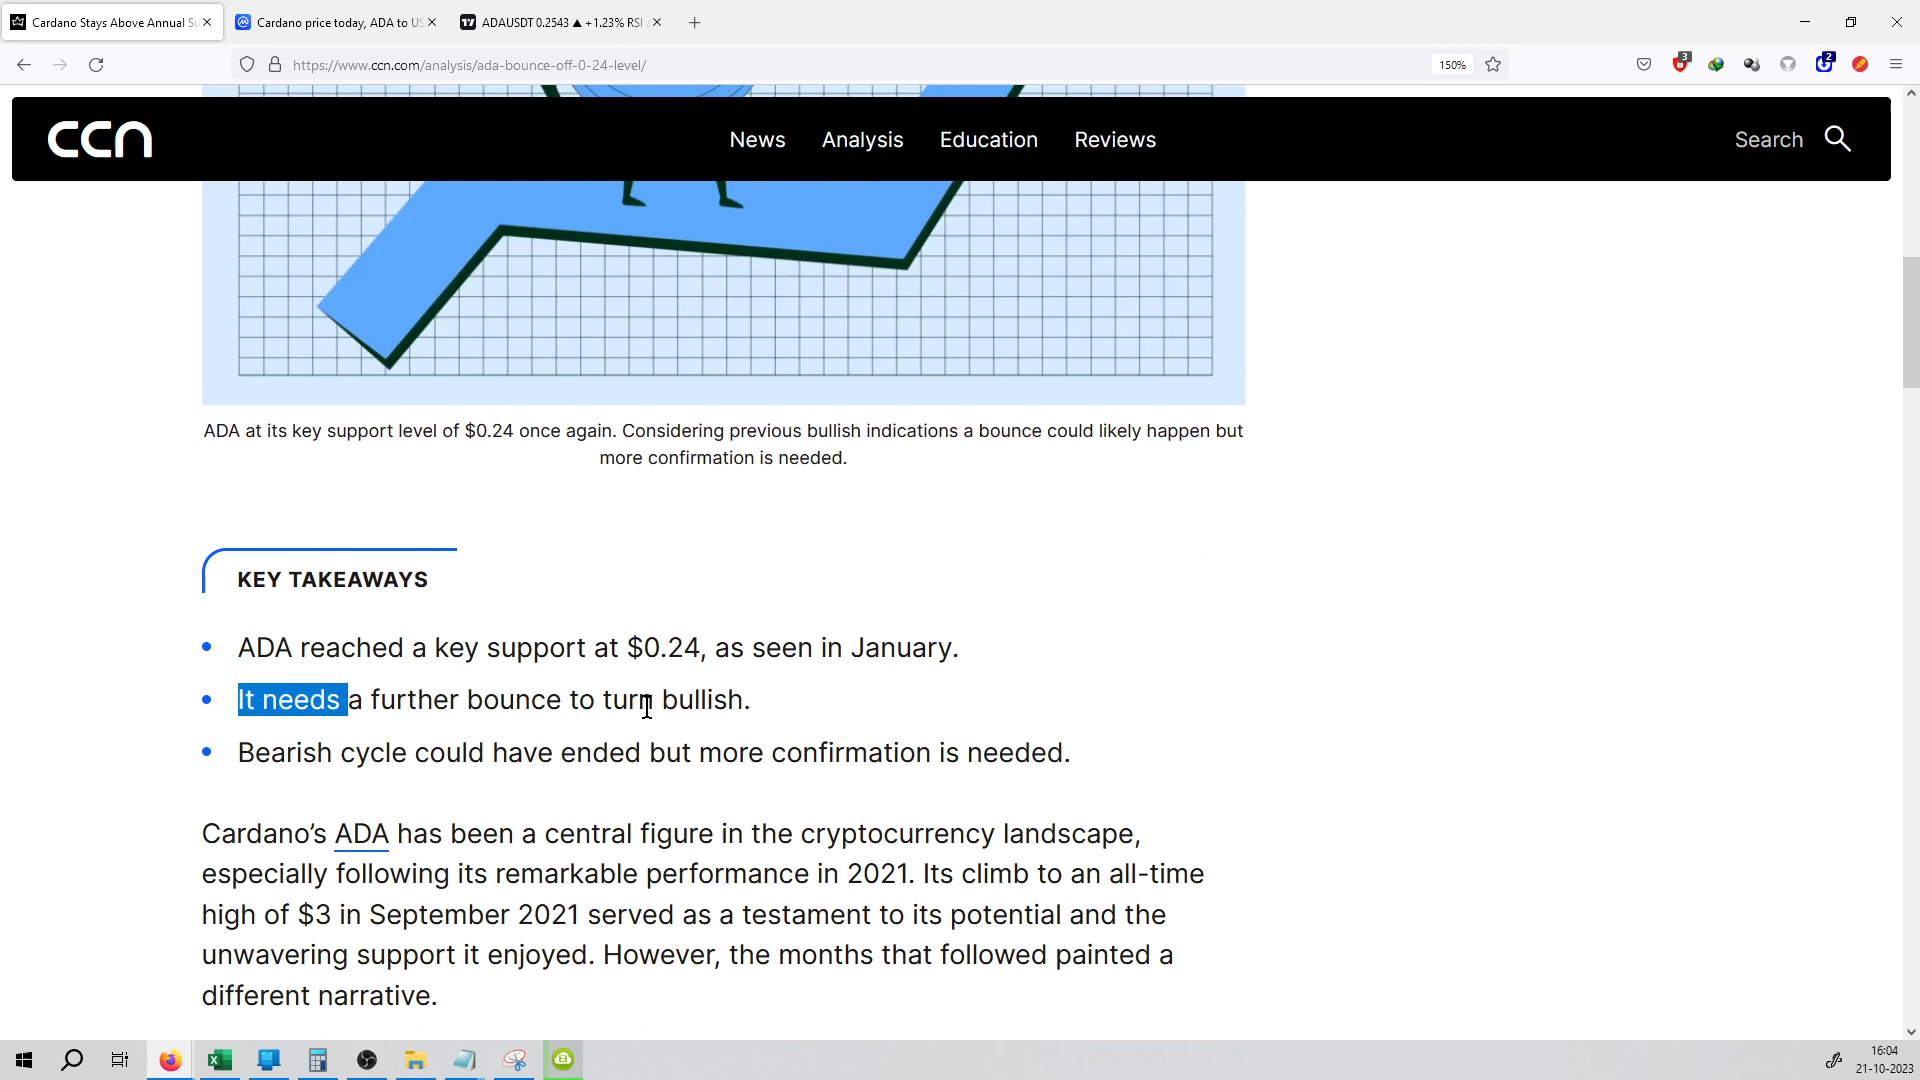 Cardano Stays Above Annual Su
Cardano price today, ADA to US
ADAUSDT 0.2543 ▲ +1.23% RSI
https://www.ccn.com/analysis/ada-bounce-off-0-24-level/
150%
3
2
ccn
News
Analysis
Education
Reviews
Search
ADA at its key support level of $0.24 once again. Considering previous bullish indications a bounce could likely happen but
more confirmation is needed.
KEY TAKEAWAYS
• ADA reached a key support at $0.24, as seen in January.
• It needs a further bounce to turn bullish.
• Bearish cycle could have ended but more confirmation is needed.
Cardano’s ADA has been a central figure in the cryptocurrency landscape,
especially following its remarkable performance in 2021. Its climb to an all-time
high of $3 in September 2021 served as a testament to its potential and the
unwavering support it enjoyed. However, the months that followed painted a
different narrative.
16:04
21-10-2023